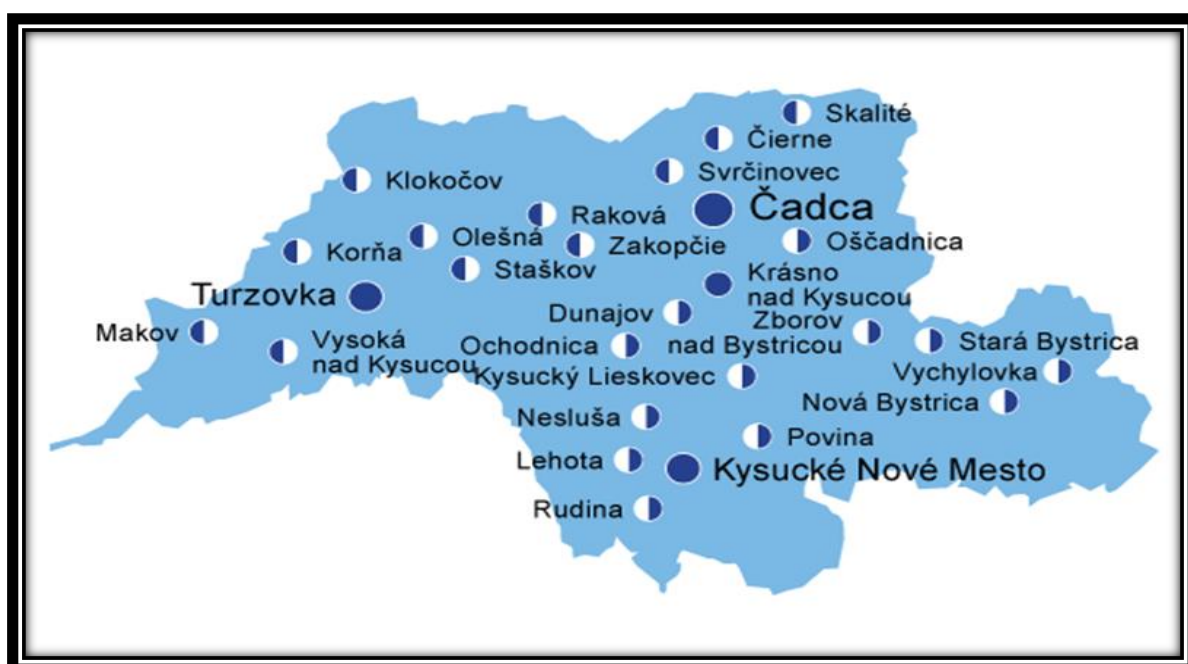 Skalité
Čierne
Svrčinovec
Klokočov
Čadca
Raková
Olešná
Zakopčie
Oščadnica
Korňa
Staškov
Krásno
nad Kysucou
Turzovka
Dunajov
Zborov
nad Bystricou
Makov
Vysoká
nad Kysucou
Ochodnica
Stará Bystrica
Kysucký Lieskovec
Vychylovka
Nová Bystrica
Nesluša
Povina
Lehota
Kysucké Nové Mesto
Rudina